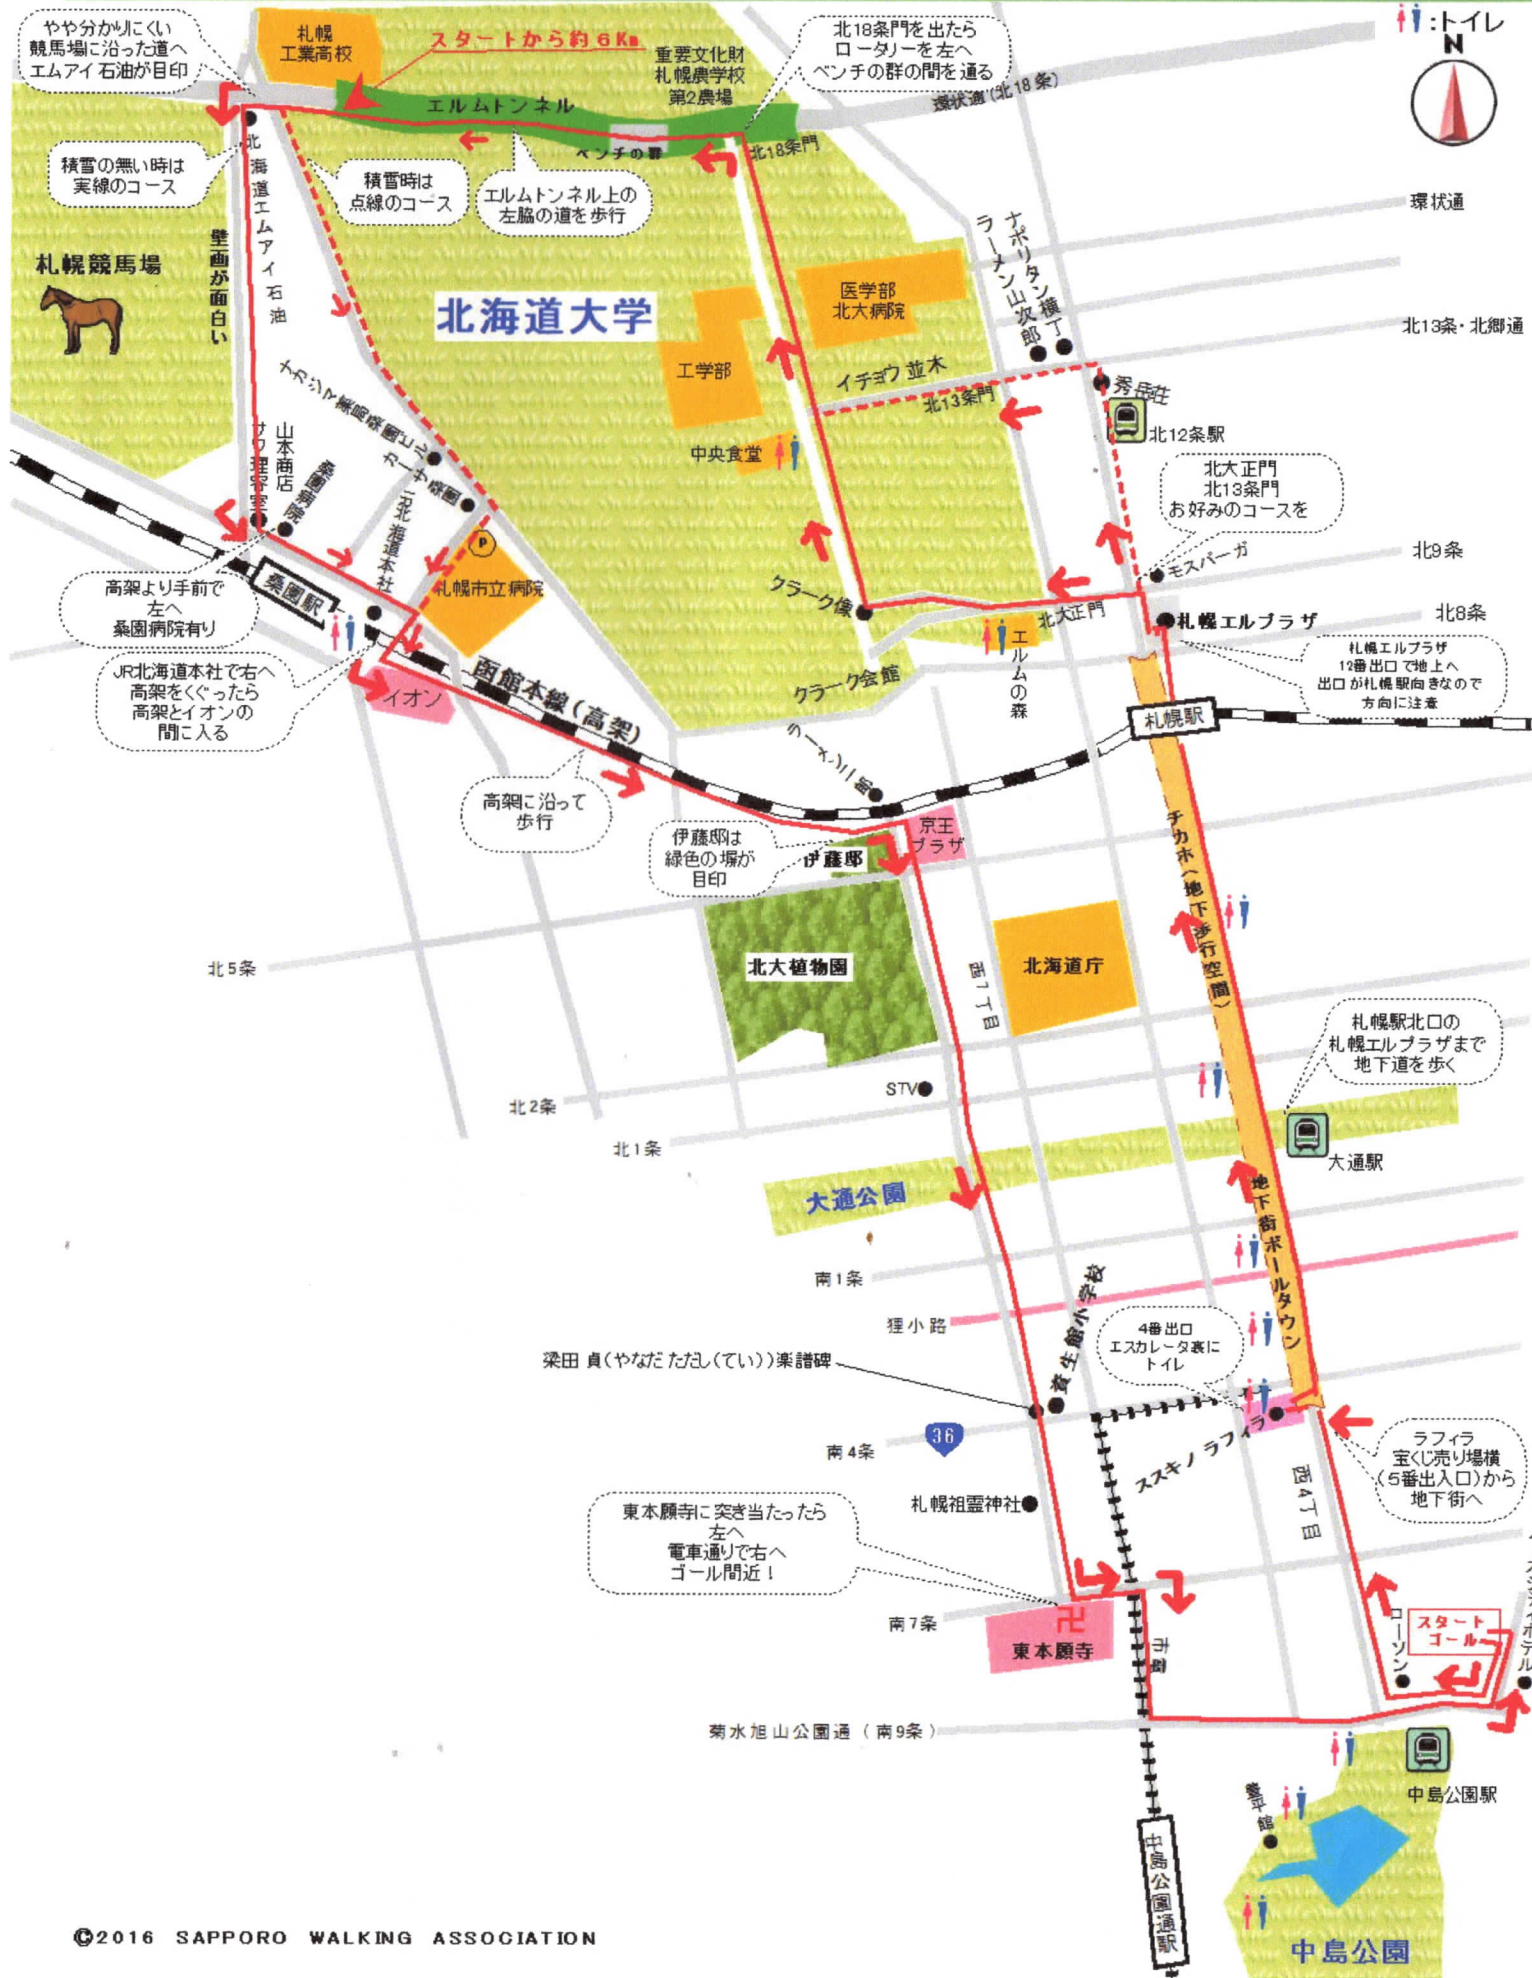 :トイレ
N
やや分かりにくい
競馬場に沿った道へ
エムアイ石油が目印
札幌
工業高校
スタートから約6Km
重要文化財
札幌農学校
第2農場
北18条門を出たら
ロータリーを左へ
ベンチの群の間を通る
環状通(北18条)
エルムトンネル
ベンチの群
北18条門
積雪の無い時は
実線のコース
積雪時は
点線のコース
エルムトンネル上の
左脇の道を歩行
北海道エムアイ石油
壁画が面白い
札幌競馬場
北海道大学
医学部
北大病院
工学部
ナポリタン横丁
ラーメン山次郎
環状通
北13条・北郷通
イチョウ並木
北13条門
秀岳荘
北12条駅
中央食堂
ナカジマ薬局桑園ビル
カーサ桑園
山本商店
サワ理容室
桑園病院
JR北海道本社
P
札幌市立病院
北大正門
北13条門
お好みのコースを
モスバーガ
北9条
北8条
高架より手前で
左へ
桑園病院有り
桑園駅
クラーク像
北大正門
札幌エルプラザ
エルムの森
クラーク会館
札幌エルプラザ
12番出口で地上へ
出口が札幌駅向きなので
方向に注意
JR北海道本社で右へ
高架をくぐったら
高架とイオンの
間に入る
イオン
函館本線(高架)
札幌駅
ラーメン二郎
高架に沿って
歩行
伊藤邸は
緑色の塀が
目印
伊藤邸
京王
プラザ
チカホ(地下歩行空間)
北5条
北大植物園
西7丁目
北海道庁
札幌駅北口の
札幌エルプラザまで
地下道を歩く
STV
北2条
北1条
大通駅
大通公園
地下街ポールタウン
南1条
狸小路
資生館小学校
4番出口
エスカレータ裏に
トイレ
梁田 貞(やなだ ただし(てい))楽譜碑
36
南4条
ススキノ ラフィラ
ラフィラ
宝くじ売り場横
(5番出入口)から
地下街へ
西4丁目
札幌祖霊神社
東本願寺に突き当たったら
左へ
電車通りで右へ
ゴール間近!
南7条
卍
東本願寺
市電
ローソン
スタート
ゴール
菊水旭山公園通(南9条)
中島公園駅
豊平館
中島公園通駅
中島公園
©2016 SAPPORO WALKING ASSOCIATION